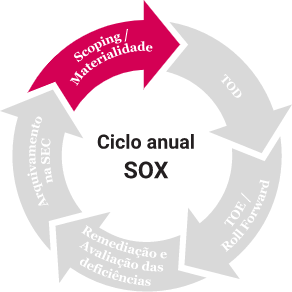 Scoping /
Materialidade
TOD
TOE /
Roll Forward
Remediação e
Avaliação das
deficiências
Arquivamento
na SEC
Ciclo anual
SOX